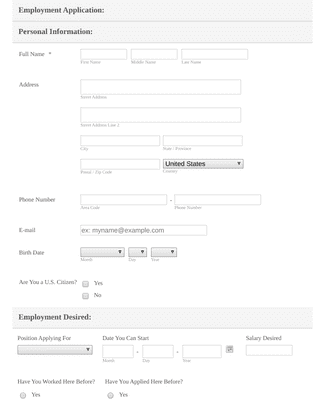 Employment Application:
Personal Information:
Full Name *
First Name Middle Name Last Name
Address
Street Address
Street Address Line 2
City State / Province
United States
Postal / Zip Code Country
Phone Number -
Area Code Phone Number
E-mail ex: myname@example.com
Birth Date
Month Day Year
Are You a U.S. Citizen? Yes
No
Employment Desired:
Position Applying For Date You Can Start Salary Desired
- -
Month Day Year
Have You Worked Here Before? Have You Applied Here Before?
Yes Yes